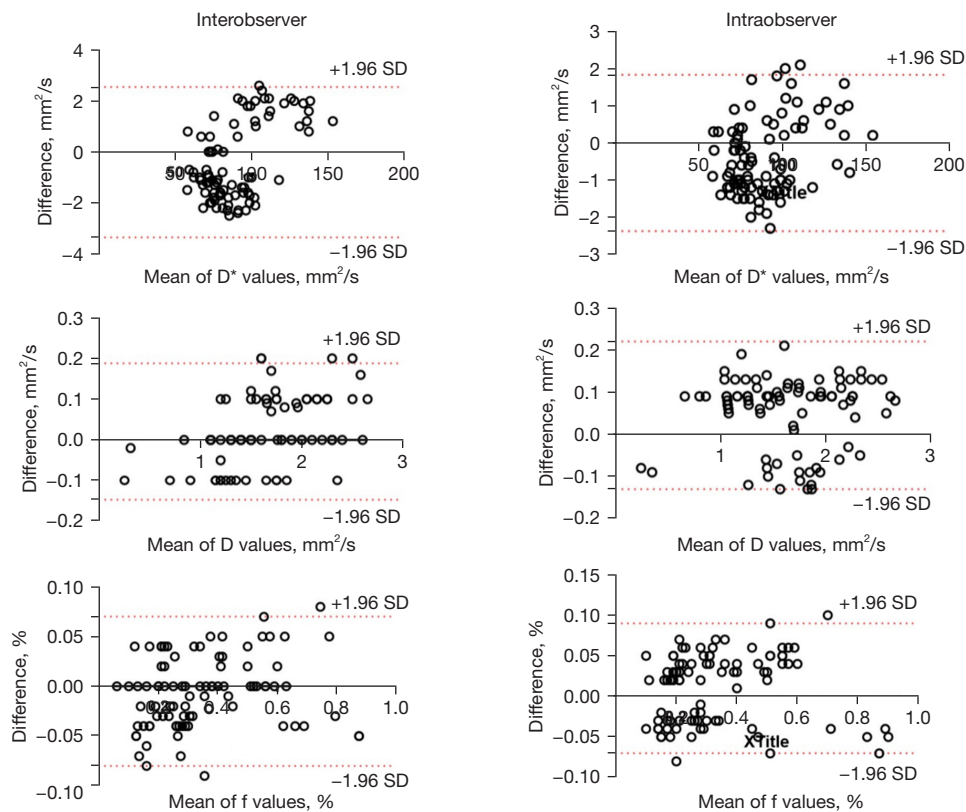 Interobserver
4
+1.96 SD
2
0
50
100
150
200
−2
−4
−1.96 SD
Difference, mm²/s
Mean of D* values, mm²/s
Intraobserver
3
+1.96 SD
2
1
0
50
100
150
200
XTitle
−1
−2
−3
−1.96 SD
Difference, mm²/s
Mean of D* values, mm²/s
0.3
+1.96 SD
0.2
0.1
0.0
1
2
3
−0.1
−0.2
−1.96 SD
Difference, mm²/s
Mean of D values, mm²/s
0.3
+1.96 SD
0.2
0.1
0.0
1
2
3
−0.1
−0.2
−1.96 SD
Difference, mm²/s
Mean of D values, mm²/s
0.10
+1.96 SD
0.05
0.00
0.2
0.4
0.6
0.8
1.0
−0.05
−0.10
−1.96 SD
Difference, %
Mean of f values, %
0.15
0.10
+1.96 SD
0.05
0.00
0.2
0.4
0.6
0.8
1.0
XTitle
−0.05
−0.10
−1.96 SD
Difference, %
Mean of f values, %